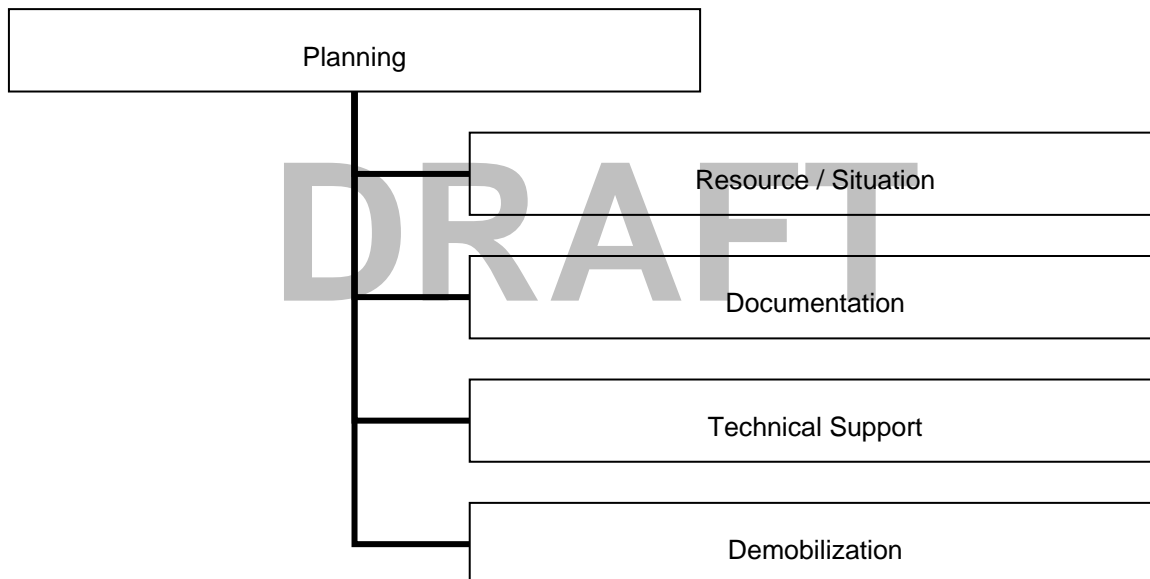 Planning
Resource / Situation
DRAFT
Documentation
Technical Support
Demobilization